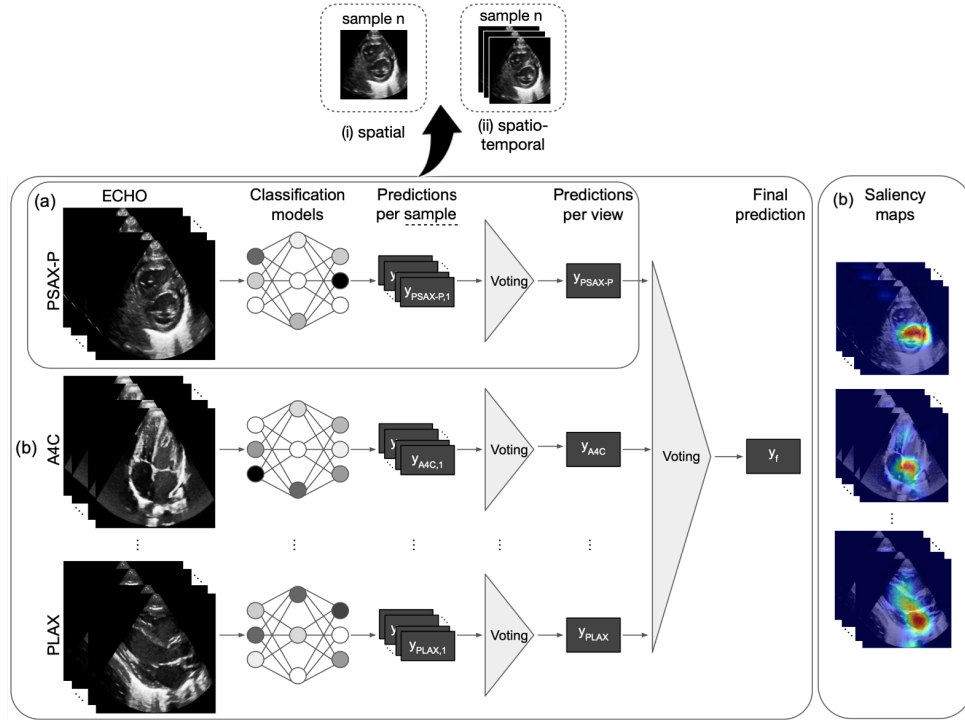 sample n
sample n
(i) spatial
(ii) spatio-
temporal
(a)
ECHO
Classification
models
Predictions
per sample
Predictions
per view
Final
prediction
(b)
Saliency
maps
PSAX-P
y
yPSAX-P,1
Voting
yPSAX-P
(b)
A4C
y
yA4C,1
Voting
yA4C
Voting
yf
PLAX
y
yPLAX,1
Voting
yPLAX